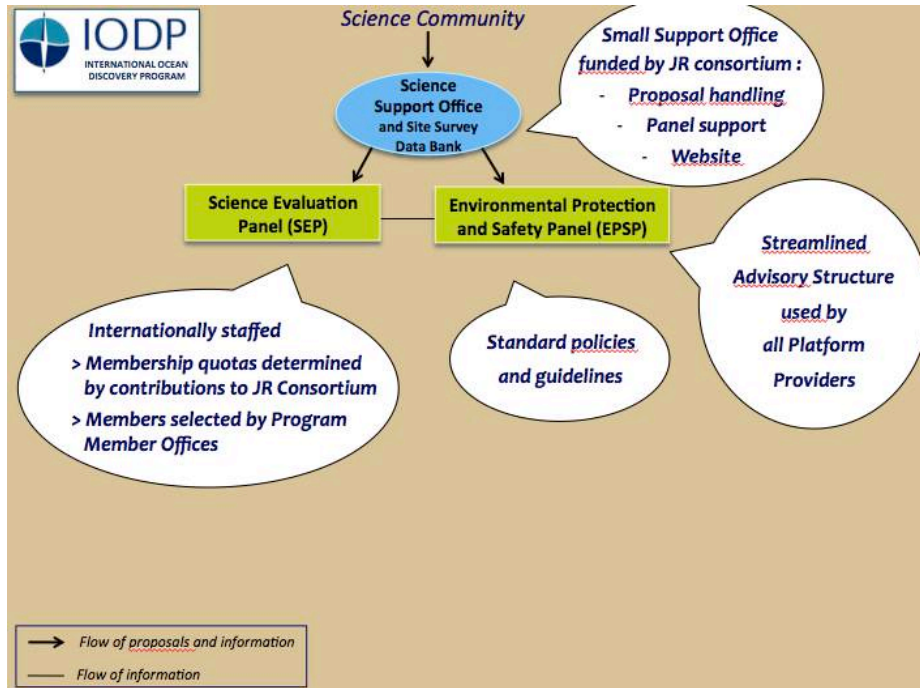 IODP
INTERNATIONAL OCEAN
DISCOVERY PROGRAM
Science Community
Science
Support Office
and Site Survey
Data Bank
Small Support Office
funded by JR consortium :
- Proposal handling
- Panel support
- Website
Science Evaluation
Panel (SEP)
Environmental Protection
and Safety Panel (EPSP)
Streamlined
Advisory Structure
used by
all Platform
Providers
Internationally staffed
> Membership quotas determined
by contributions to JR Consortium
> Members selected by Program
Member Offices
Standard policies
and guidelines
Flow of proposals and information
Flow of information